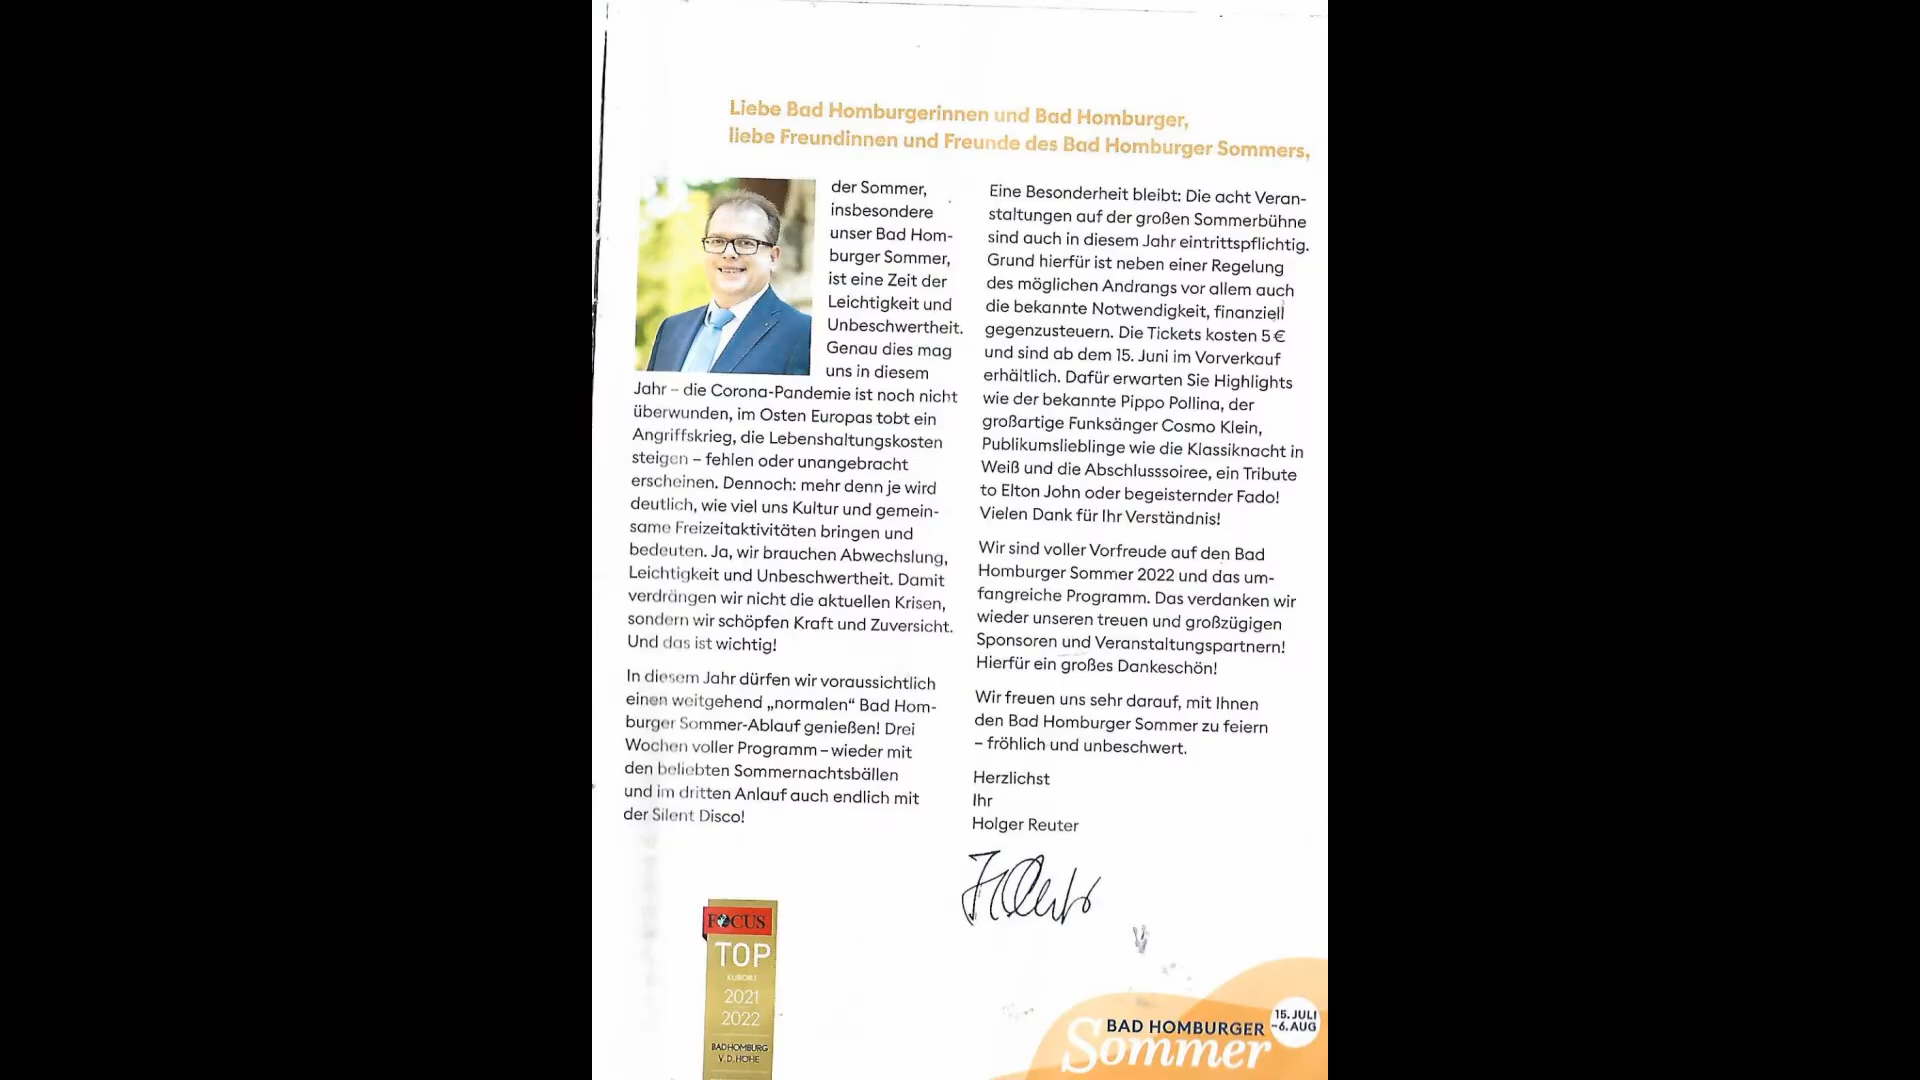 Liebe Bad Homburgerinnen und Bad Homburger,
liebe Freundinnen und Freunde des Bad Homburger Sommers,
der Sommer,
insbesondere
unser Bad Hom-
burger Sommer,
ist eine Zeit der
Leichtigkeit und
Unbeschwertheit.
Genau dies mag
uns in diesem
Jahr – die Corona-Pandemie ist noch nicht
überwunden, im Osten Europas tobt ein
Angriffskrieg, die Lebenshaltungskosten
steigen – fehlen oder unangebracht
erscheinen. Dennoch: mehr denn je wird
deutlich, wie viel uns Kultur und gemein-
same Freizeitaktivitäten bringen und
bedeuten. Ja, wir brauchen Abwechslung,
Leichtigkeit und Unbeschwertheit. Damit
verdrängen wir nicht die aktuellen Krisen,
sondern wir schöpfen Kraft und Zuversicht.
Und das ist wichtig!
In diesem Jahr dürfen wir voraussichtlich
einen weitgehend „normalen“ Bad Hom-
burger Sommer-Ablauf genießen! Drei
Wochen voller Programm – wieder mit
den beliebten Sommernachtsbällen
und im dritten Anlauf auch endlich mit
der Silent Disco!
Eine Besonderheit bleibt: Die acht Veran-
staltungen auf der großen Sommerbühne
sind auch in diesem Jahr eintrittspflichtig.
Grund hierfür ist neben einer Regelung
des möglichen Andrangs vor allem auch
die bekannte Notwendigkeit, finanziell
gegenzusteuern. Die Tickets kosten 5 €
und sind ab dem 15. Juni im Vorverkauf
erhältlich. Dafür erwarten Sie Highlights
wie der bekannte Pippo Pollina, der
großartige Funksänger Cosmo Klein,
Publikumslieblinge wie die Klassiknacht in
Weiß und die Abschlusssoiree, ein Tribute
to Elton John oder begeisternder Fado!
Vielen Dank für Ihr Verständnis!
Wir sind voller Vorfreude auf den Bad
Homburger Sommer 2022 und das um-
fangreiche Programm. Das verdanken wir
wieder unseren treuen und großzügigen
Sponsoren und Veranstaltungspartnern!
Hierfür ein großes Dankeschön!
Wir freuen uns sehr darauf, mit Ihnen
den Bad Homburger Sommer zu feiern
– fröhlich und unbeschwert.
Herzlichst
Ihr
Holger Reuter
FOCUS
TOP
KURORT
2021
2022
BAD HOMBURG
V. D. HÖHE
BAD HOMBURGER
Sommer
15. JULI
– 6. AUG